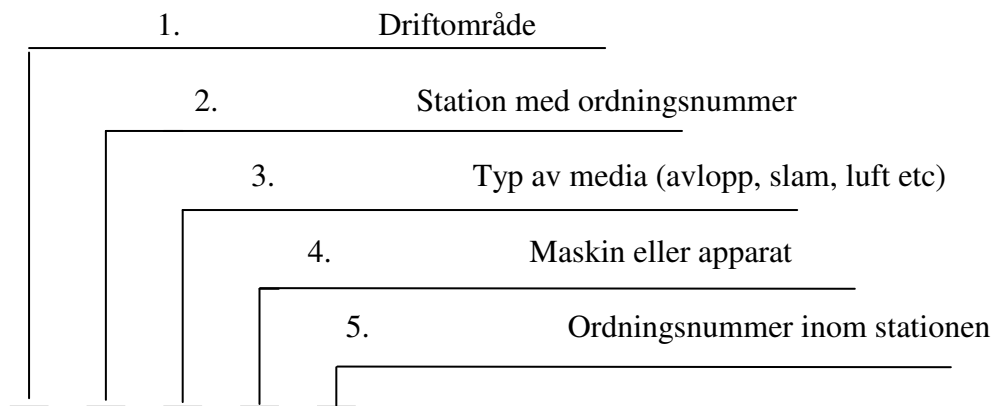 1. Driftområde
2. Station med ordningsnummer
3. Typ av media (avlopp, slam, luft etc)
4. Maskin eller apparat
5. Ordningsnummer inom stationen